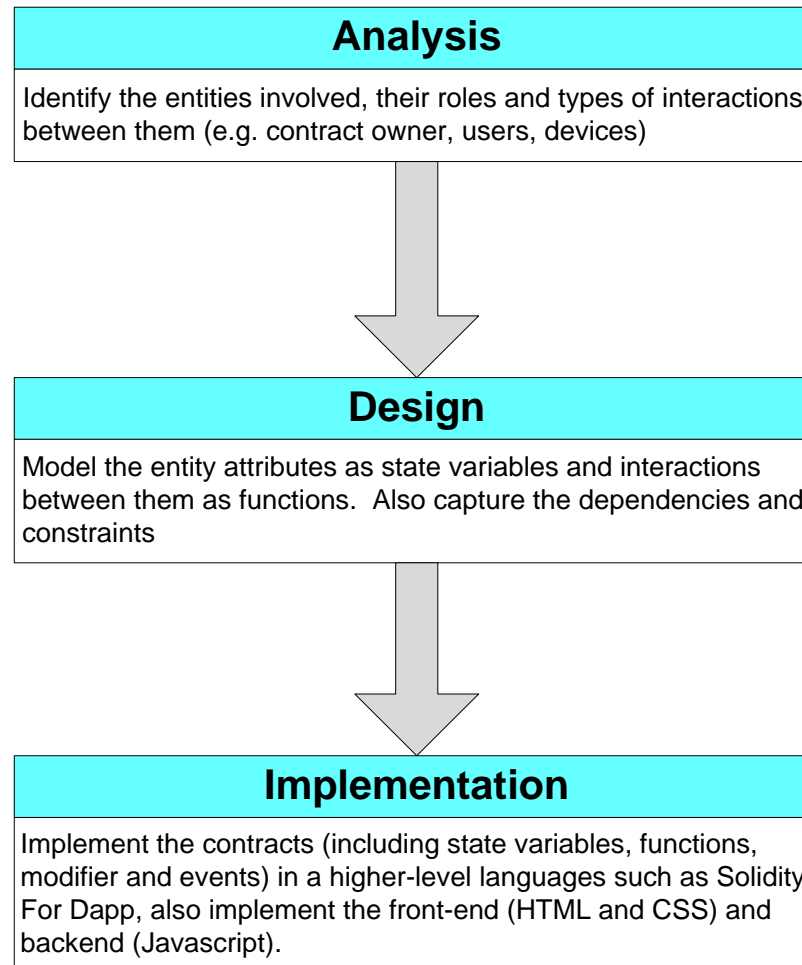 Analysis
Identify the entities involved, their roles and types of interactions
between them (e.g. contract owner, users, devices)
Design
Model the entity attributes as state variables and interactions
between them as functions.  Also capture the dependencies and
constraints
Implementation
Implement the contracts (including state variables, functions,
modifier and events) in a higher-level languages such as Solidity
For Dapp, also implement the front-end (HTML and CSS) and
backend (Javascript).